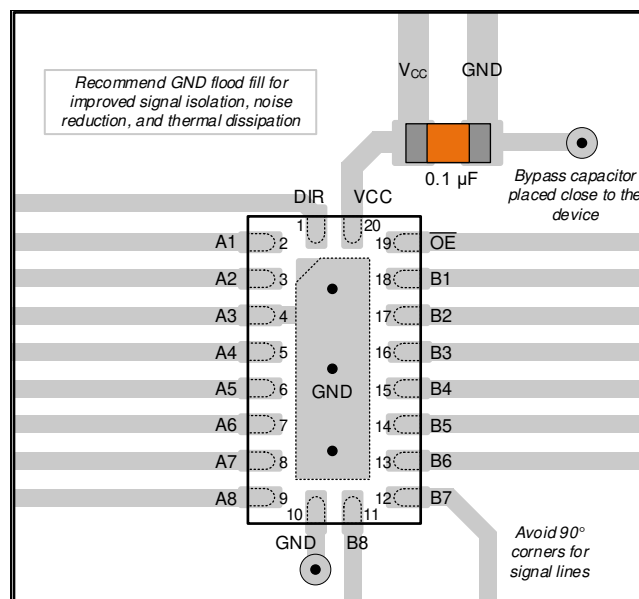 Recommend GND flood fill for
improved signal isolation, noise
reduction, and thermal dissipation
VCC GND
0.1 µF
Bypass capacitor
placed close to the
device
DIR VCC
1 20
A1 2 19 OE
A2 3 18 B1
A3 4 17 B2
A4 5 16 B3
A5 6 15 B4
GND
A6 7 14 B5
A7 8 13 B6
A8 9 12 B7
10 11
GND B8
Avoid 90°
corners for
signal lines